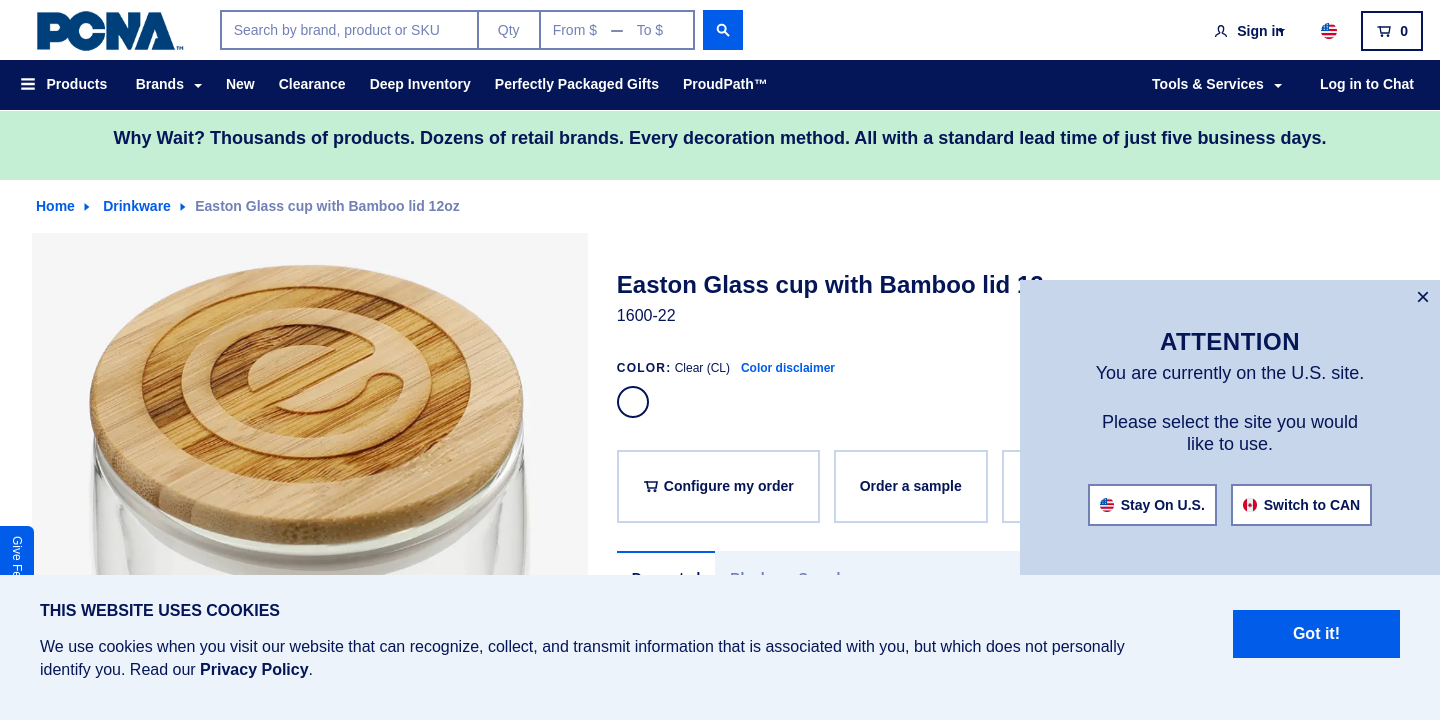 PCNA™
Search by brand, product or SKU
Qty
From $ — To $
Sign in
0
Products
Brands
New
Clearance
Deep Inventory
Perfectly Packaged Gifts
ProudPath™
Tools & Services
Log in to Chat
Why Wait? Thousands of products. Dozens of retail brands. Every decoration method. All with a standard lead time of just five business days.
Home
Drinkware
Easton Glass cup with Bamboo lid 12oz
Easton Glass cup with Bamboo lid
1600-22
COLOR: Clear (CL) Color disclaimer
Configure my order
Order a sample
×
ATTENTION
You are currently on the U.S. site.
Please select the site you would
like to use.
Stay On U.S.
Switch to CAN
Give
THIS WEBSITE USES COOKIES
We use cookies when you visit our website that can recognize, collect, and transmit information that is associated with you, but which does not personally
identify you. Read our Privacy Policy.
Got it!